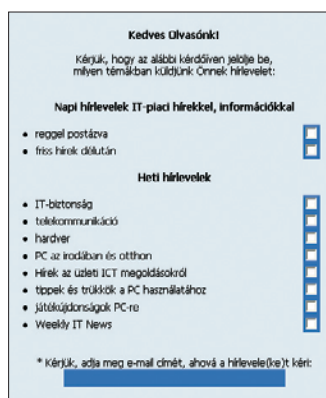 Kedves Olvasónk!
Kérjük, hogy az alábbi kérdőíven jelölje be,
milyen témákban küldjünk Önnek hírlevelet:
Napi hírlevelek IT-piaci hírekkel, információkkal
• reggel postázva
• friss hírek délután
Heti hírlevelek
• IT-biztonság
• telekommunikáció
• hardver
• PC az irodában és otthon
• Hírek az üzleti ICT megoldásokról
• tippek és trükkök a PC használatához
• játékújdonságok PC-re
• Weekly IT News
* Kérjük, adja meg e-mail címét, ahová a hírlevele(ke)t kéri: